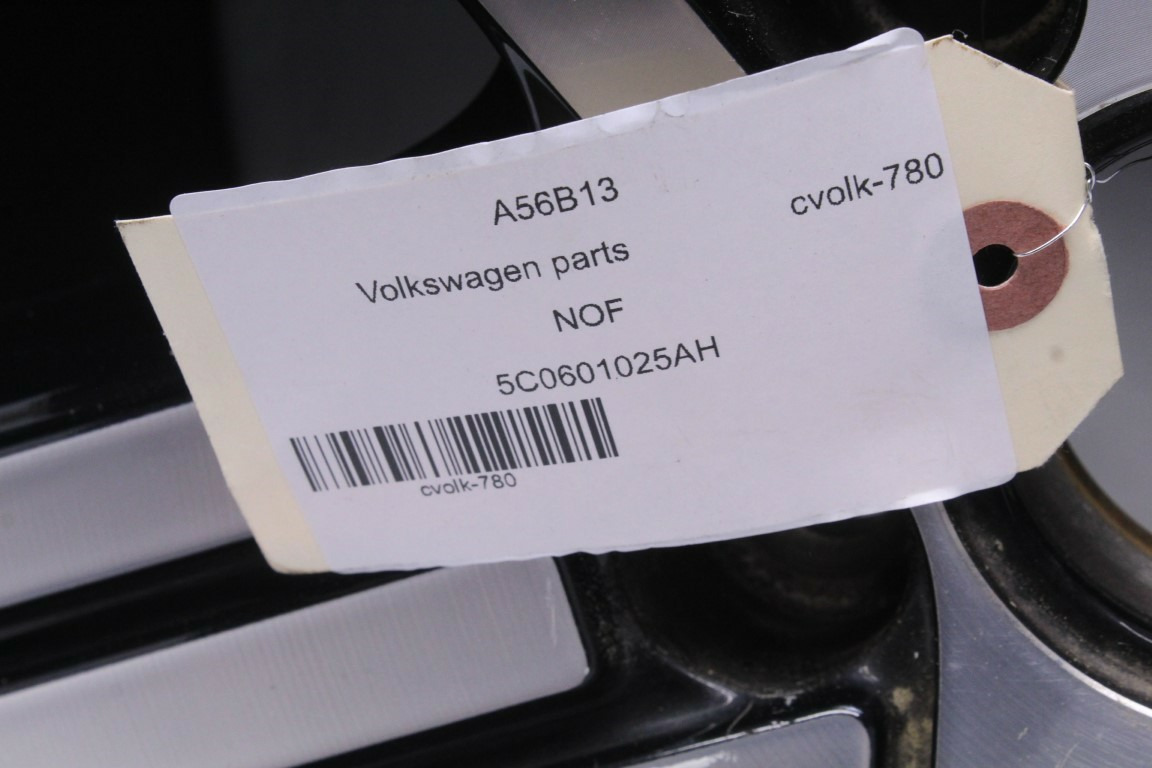 A56B13
cvolk-780
Volkswagen parts
NOF
5C0601025AH
cvolk-780